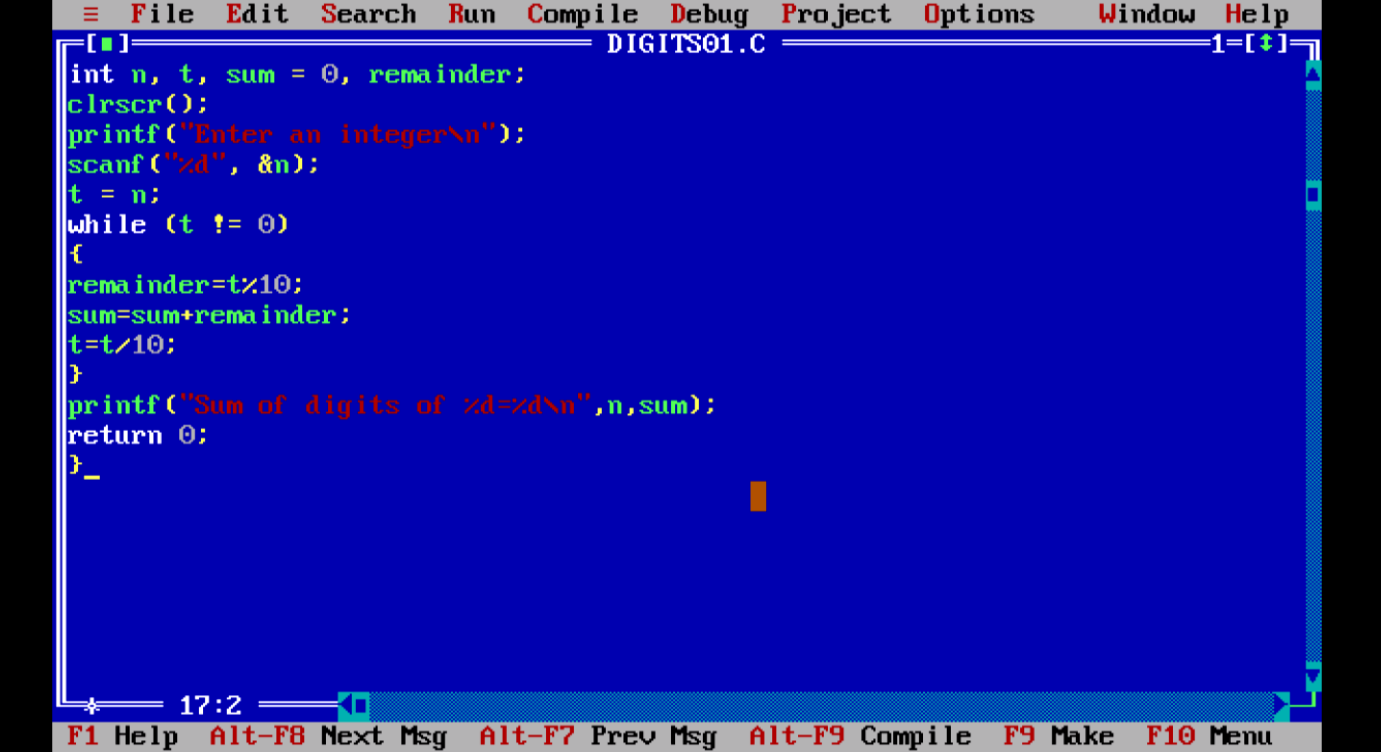 ≡ File Edit Search Run Compile Debug Project Options Window Help
[■] DIGITS01.C 1=[↕]
int n, t, sum = 0, remainder;
clrscr();
printf("Enter an integer\n");
scanf("%d", &n);
t = n;
while (t != 0)
{
remainder=t%10;
sum=sum+remainder;
t=t/10;
}
printf("Sum of digits of %d=%d\n",n,sum);
return 0;
}_
17:2
F1 Help Alt-F8 Next Msg Alt-F7 Prev Msg Alt-F9 Compile F9 Make F10 Menu